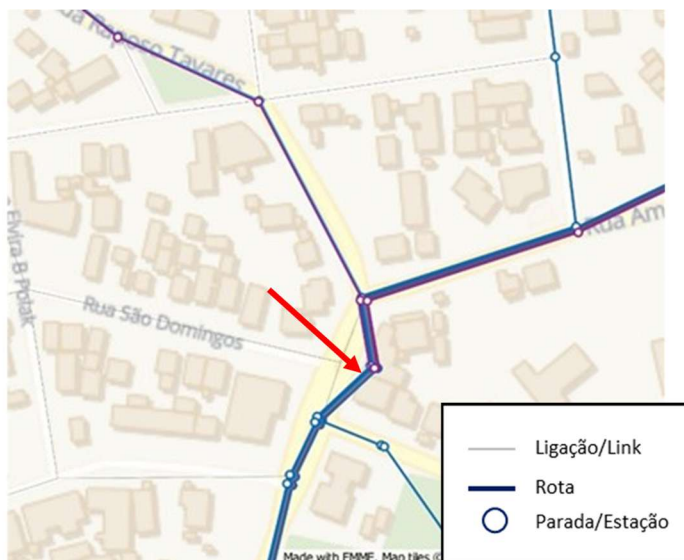 ua Raposo Tavares
Elvira B Polak
Rua São Domingos
Rua Am
Ligação/Link
Rota
Parada/Estação
Made with EMME, Map tiles ©